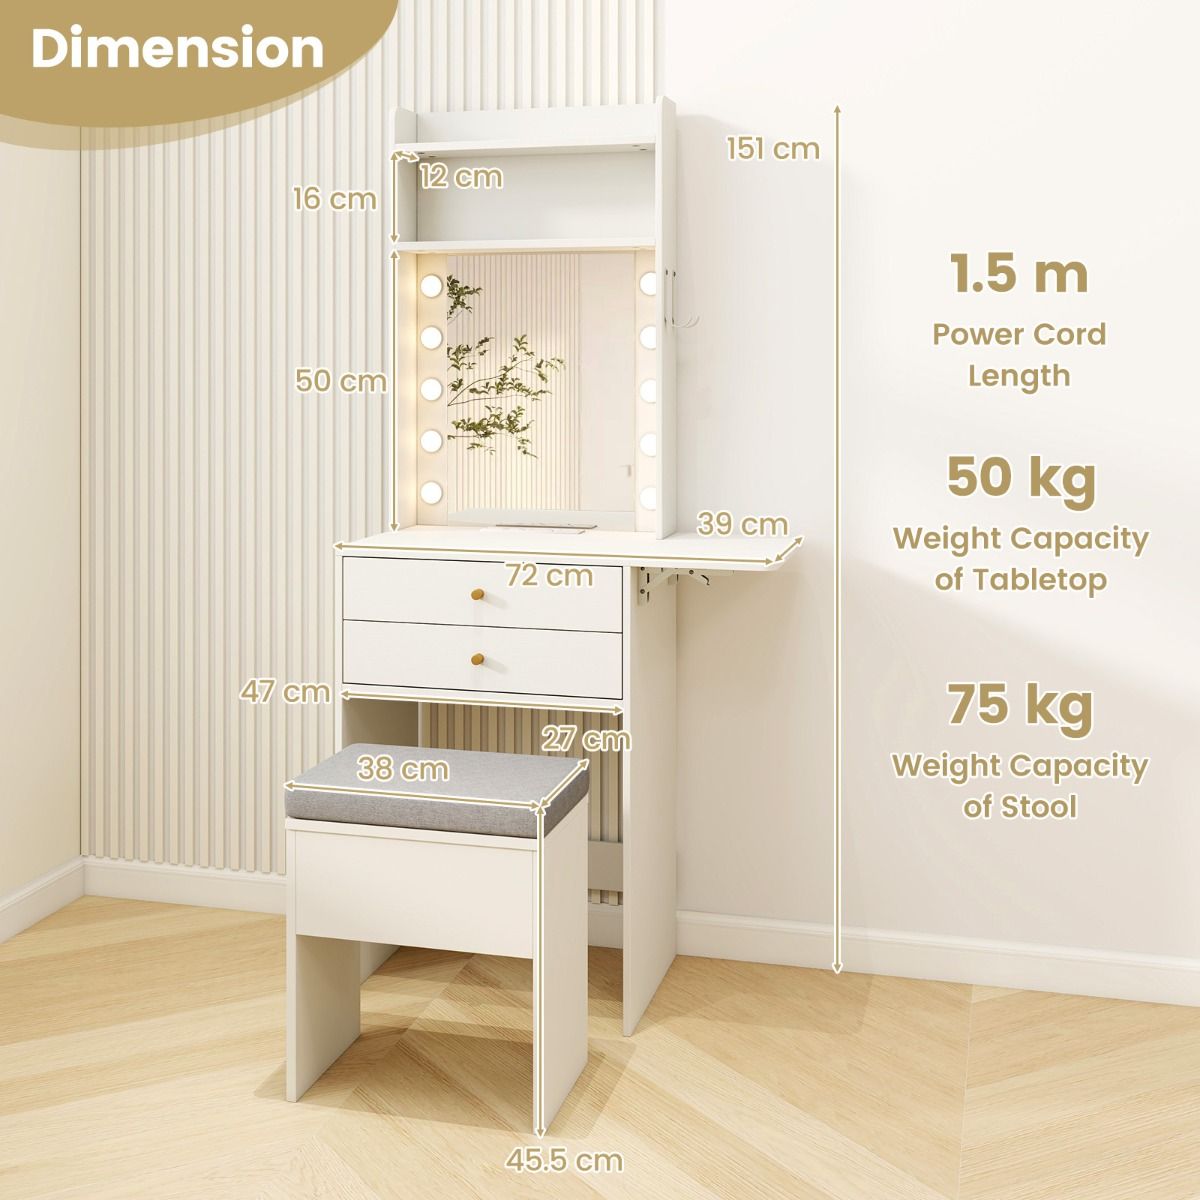 Dimension
151 cm
12 cm
16 cm
50 cm
39 cm
72 cm
47 cm
27 cm
38 cm
45.5 cm
1.5 m
Power Cord
Length
50 kg
Weight Capacity
of Tabletop
75 kg
Weight Capacity
of Stool